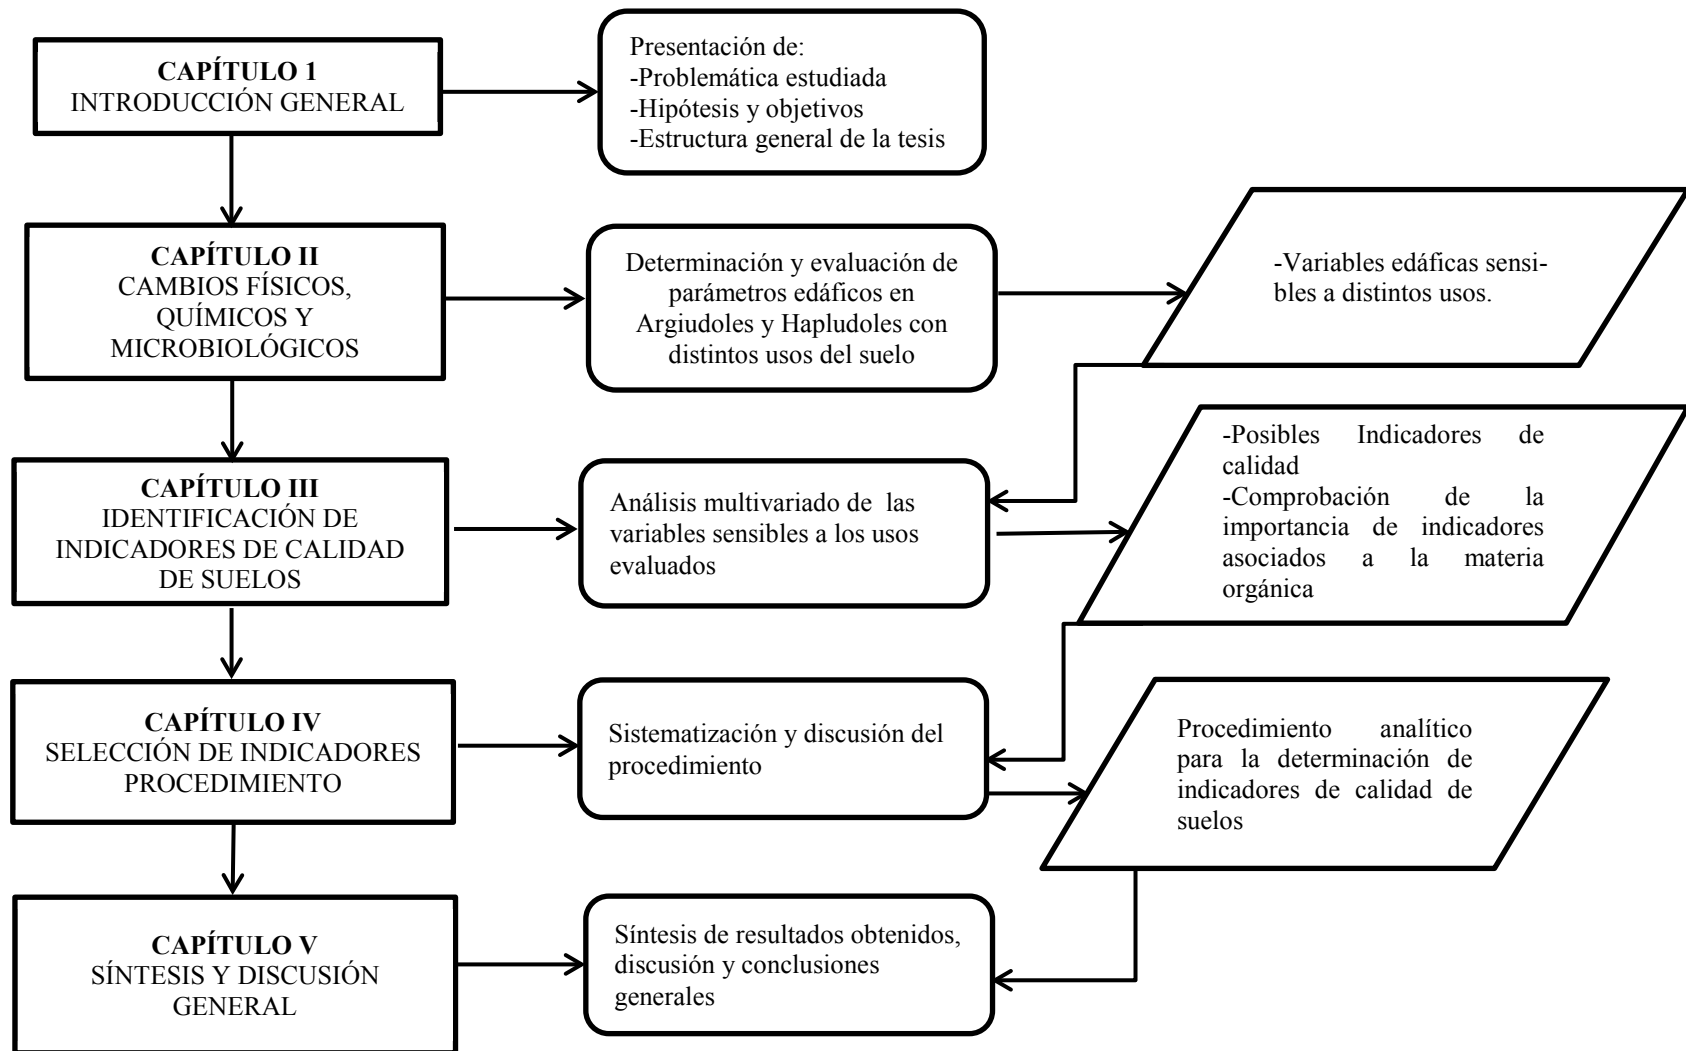 CAPÍTULO 1
INTRODUCCIÓN GENERAL
Presentación de:
-Problemática estudiada
-Hipótesis y objetivos
-Estructura general de la tesis
CAPÍTULO II
CAMBIOS FÍSICOS,
QUÍMICOS Y
MICROBIOLÓGICOS
Determinación y evaluación de
parámetros edáficos en
Argiudoles y Hapludoles con
distintos usos del suelo
-Variables edáficas sensi-
bles a distintos usos.
CAPÍTULO III
IDENTIFICACIÓN DE
INDICADORES DE CALIDAD
DE SUELOS
Análisis multivariado de las
variables sensibles a los usos
evaluados
-Posibles Indicadores de
calidad
-Comprobación de la
importancia de indicadores
asociados a la materia
orgánica
CAPÍTULO IV
SELECCIÓN DE INDICADORES
PROCEDIMIENTO
Sistematización y discusión del
procedimiento
Procedimiento analítico
para la determinación de
indicadores de calidad de
suelos
CAPÍTULO V
SÍNTESIS Y DISCUSIÓN
GENERAL
Síntesis de resultados obtenidos,
discusión y conclusiones
generales